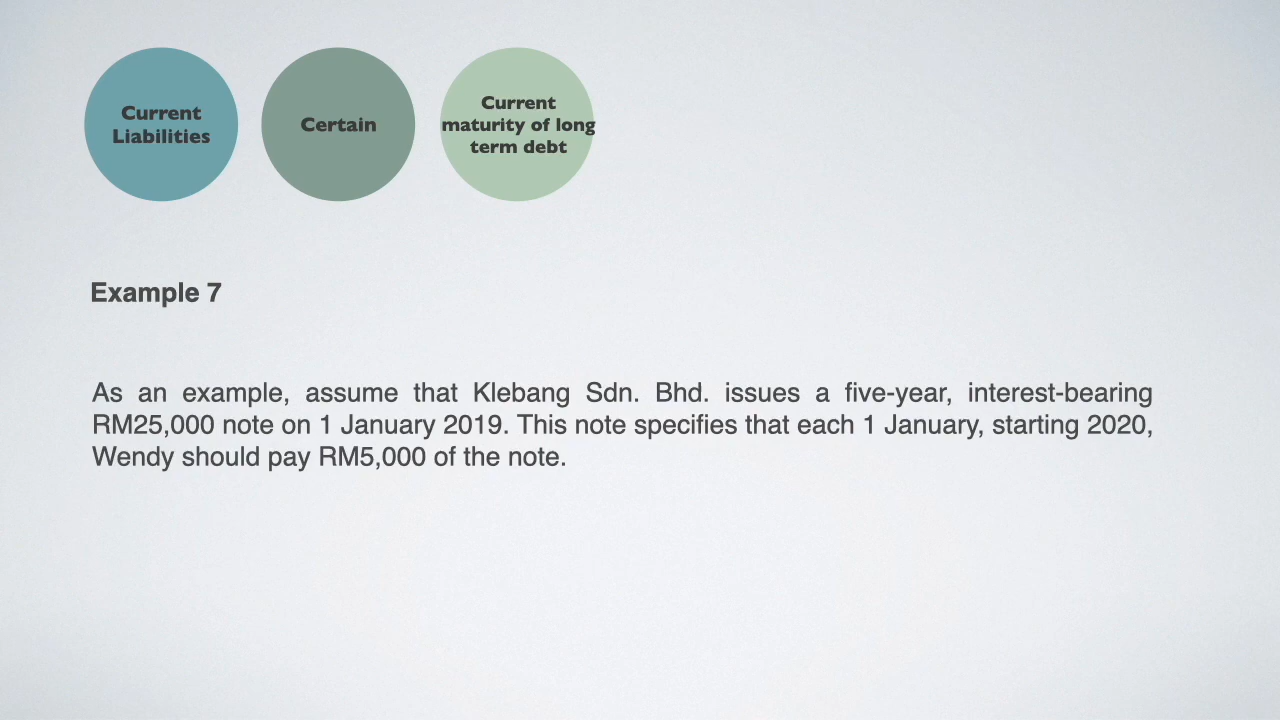 Current
Liabilities
Certain
Current
maturity of long
term debt
Example 7
As an example, assume that Klebang Sdn. Bhd. issues a five-year, interest-bearing
RM25,000 note on 1 January 2019. This note specifies that each 1 January, starting 2020,
Wendy should pay RM5,000 of the note.